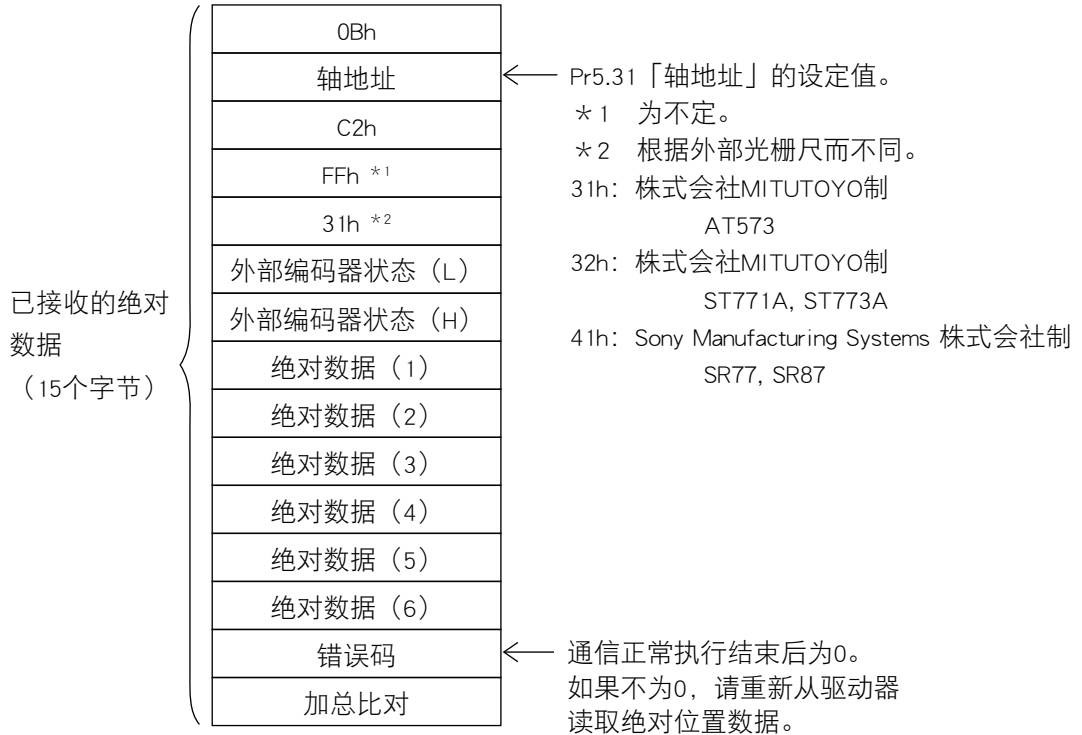 0Bh
轴地址
C2h
FFh *1
31h *2
外部编码器状态（L）
外部编码器状态（H）
绝对数据（1）
绝对数据（2）
绝对数据（3）
绝对数据（4）
绝对数据（5）
绝对数据（6）
错误码
加总比对
已接收的绝对
数据
（15个字节）
Pr5.31「轴地址」的设定值。
*1 为不定。
*2 根据外部光栅尺而不同。
31h：株式会社MITUTOYO制
AT573
32h：株式会社MITUTOYO制
ST771A, ST773A
41h：Sony Manufacturing Systems 株式会社制
SR77, SR87
通信正常执行结束后为0。
如果不为0，请重新从驱动器
读取绝对位置数据。